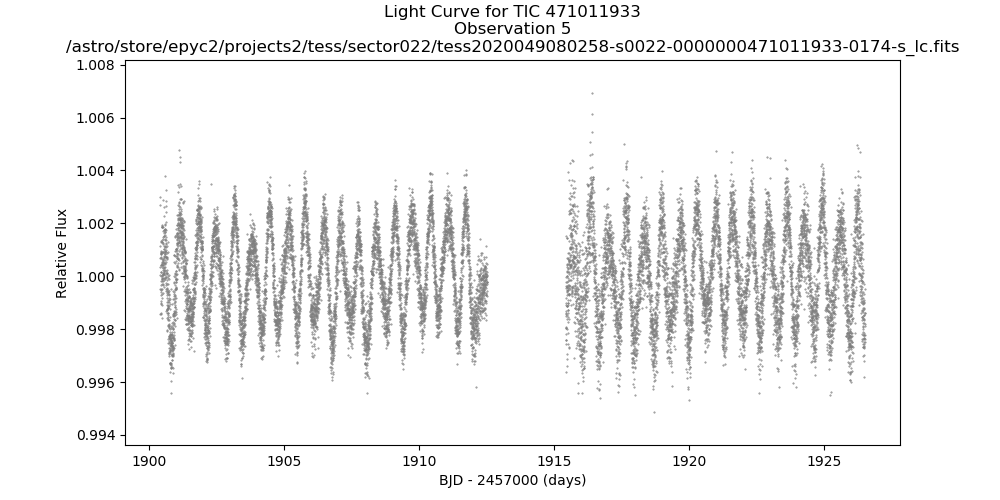 Light Curve for TIC 471011933
Observation 5
/astro/store/epyc2/projects2/tess/sector022/tess2020049080258-s0022-0000000471011933-0174-s_lc.fits
1.008
1.006
1.004
1.002
1.000
0.998
0.996
0.994
Relative Flux
1900
1905
1910
1915
1920
1925
BJD - 2457000 (days)